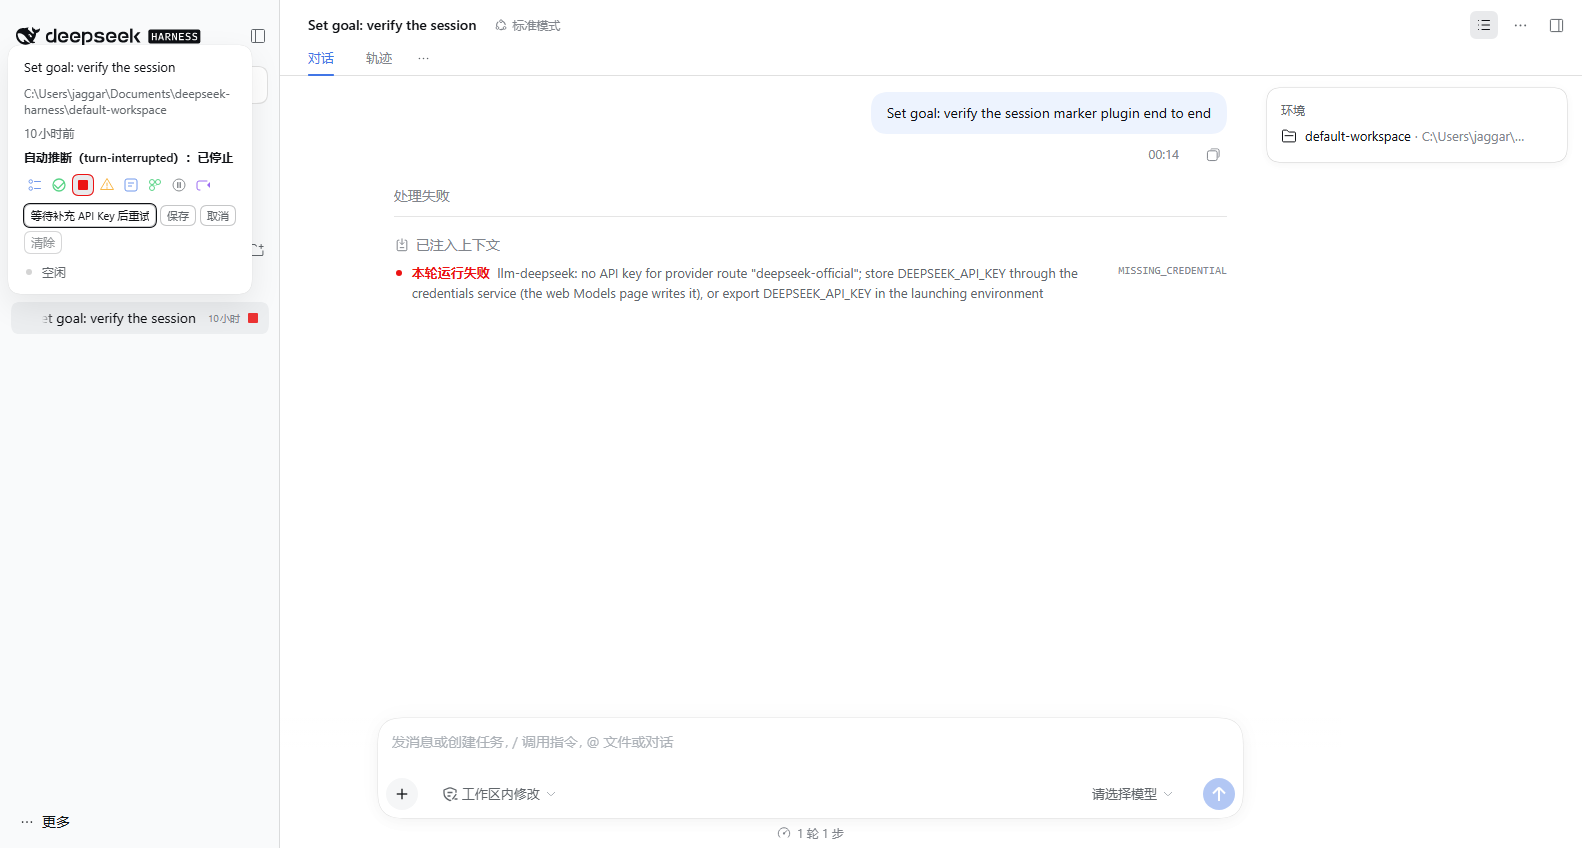 deepseek HARNESS
Set goal: verify the session
C:\Users\jaggar\Documents\deepseek-
harness\default-workspace
10小时前
自动推断（turn-interrupted）：已停止
等待补充 API Key 后重试 保存 取消
清除
空闲
et goal: verify the session 10小时
更多
Set goal: verify the session 标准模式
对话 轨迹 ...
Set goal: verify the session marker plugin end to end
00:14
处理失败
已注入上下文
本轮运行失败 llm-deepseek: no API key for provider route "deepseek-official"; store DEEPSEEK_API_KEY through the MISSING_CREDENTIAL
credentials service (the web Models page writes it), or export DEEPSEEK_API_KEY in the launching environment
环境
default-workspace · C:\Users\jaggar\...
发消息或创建任务, / 调用指令, @ 文件或对话
工作区内修改 请选择模型
1 轮 1 步